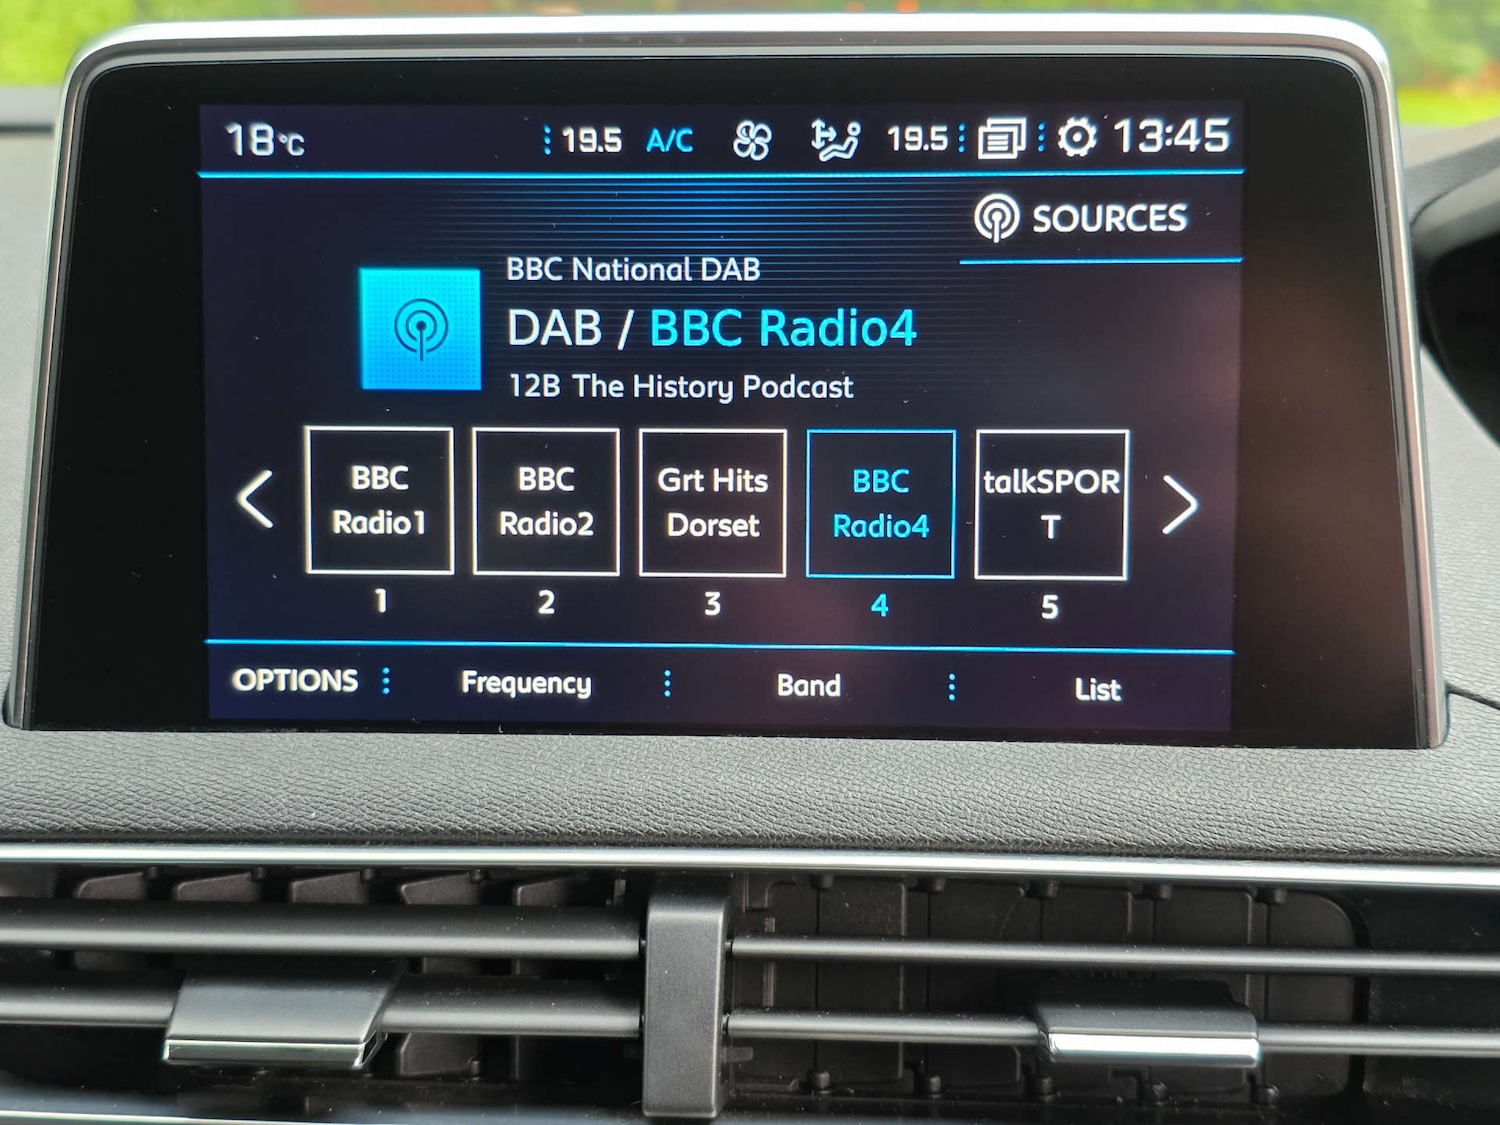 18°C 19.5 A/C 19.5 13:45
SOURCES
BBC National DAB
DAB / BBC Radio4
12B The History Podcast
BBC
Radio1
BBC
Radio2
Grt Hits
Dorset
BBC
Radio4
talkSPOR
T
1 2 3 4 5
OPTIONS Frequency Band List